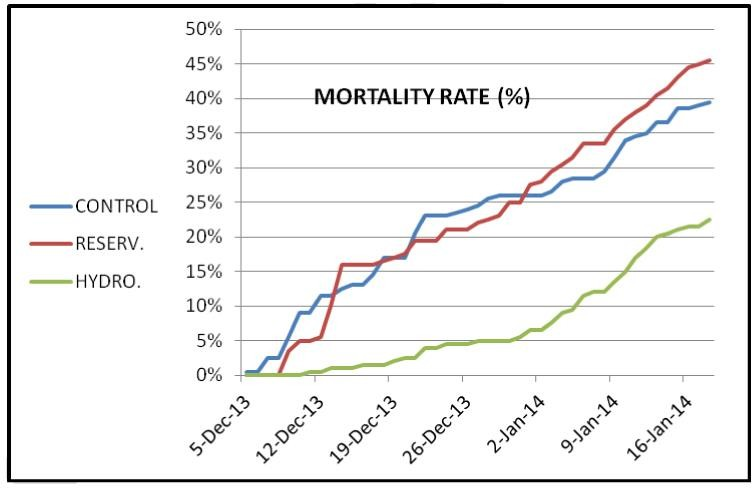 MORTALITY RATE (%)
50%
45%
40%
35%
30%
25%
20%
15%
10%
5%
0%
CONTROL
RESERV.
HYDRO.
5-Dec-13
12-Dec-13
19-Dec-13
26-Dec-13
2-Jan-14
9-Jan-14
16-Jan-14